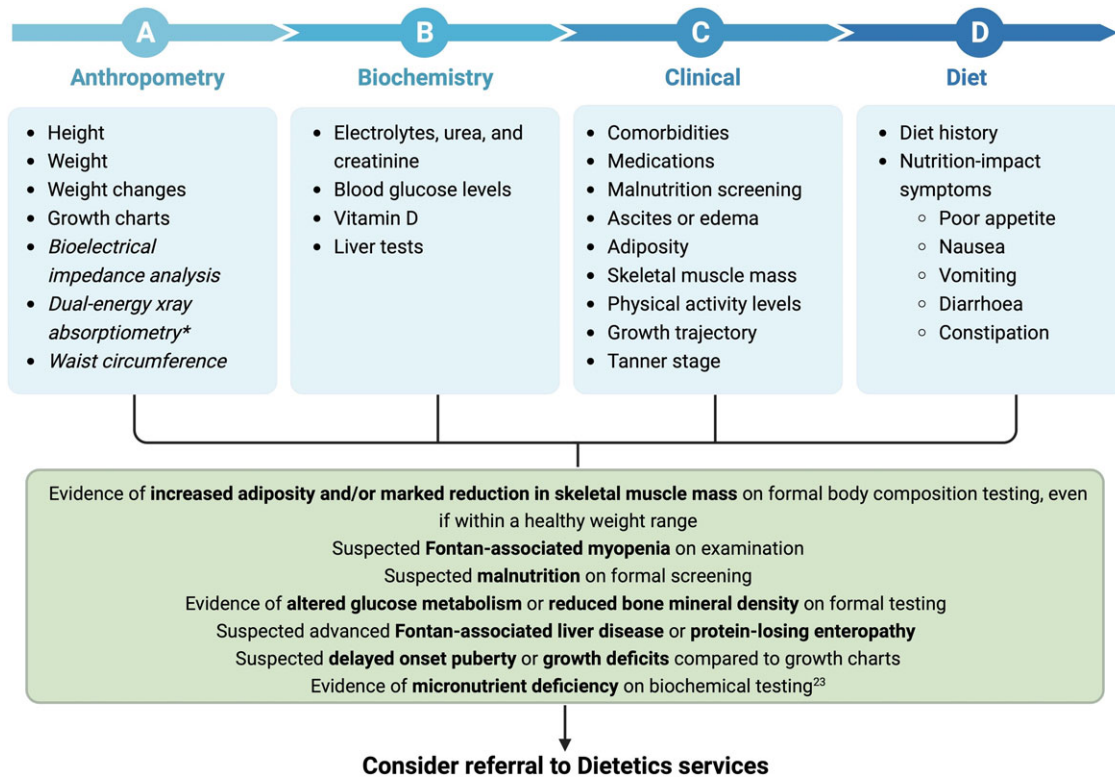 A
B
C
D
Anthropometry
Biochemistry
Clinical
Diet
• Height
• Weight
• Weight changes
• Growth charts
• Bioelectrical
impedance analysis
• Dual-energy xray
absorptiometry*
• Waist circumference
• Electrolytes, urea, and
creatinine
• Blood glucose levels
• Vitamin D
• Liver tests
• Comorbidities
• Medications
• Malnutrition screening
• Ascites or edema
• Adiposity
• Skeletal muscle mass
• Physical activity levels
• Growth trajectory
• Tanner stage
• Diet history
• Nutrition-impact
symptoms
○ Poor appetite
○ Nausea
○ Vomiting
○ Diarrhoea
○ Constipation
Evidence of increased adiposity and/or marked reduction in skeletal muscle mass on formal body composition testing, even
if within a healthy weight range
Suspected Fontan-associated myopenia on examination
Suspected malnutrition on formal screening
Evidence of altered glucose metabolism or reduced bone mineral density on formal testing
Suspected advanced Fontan-associated liver disease or protein-losing enteropathy
Suspected delayed onset puberty or growth deficits compared to growth charts
Evidence of micronutrient deficiency on biochemical testing²³
Consider referral to Dietetics services